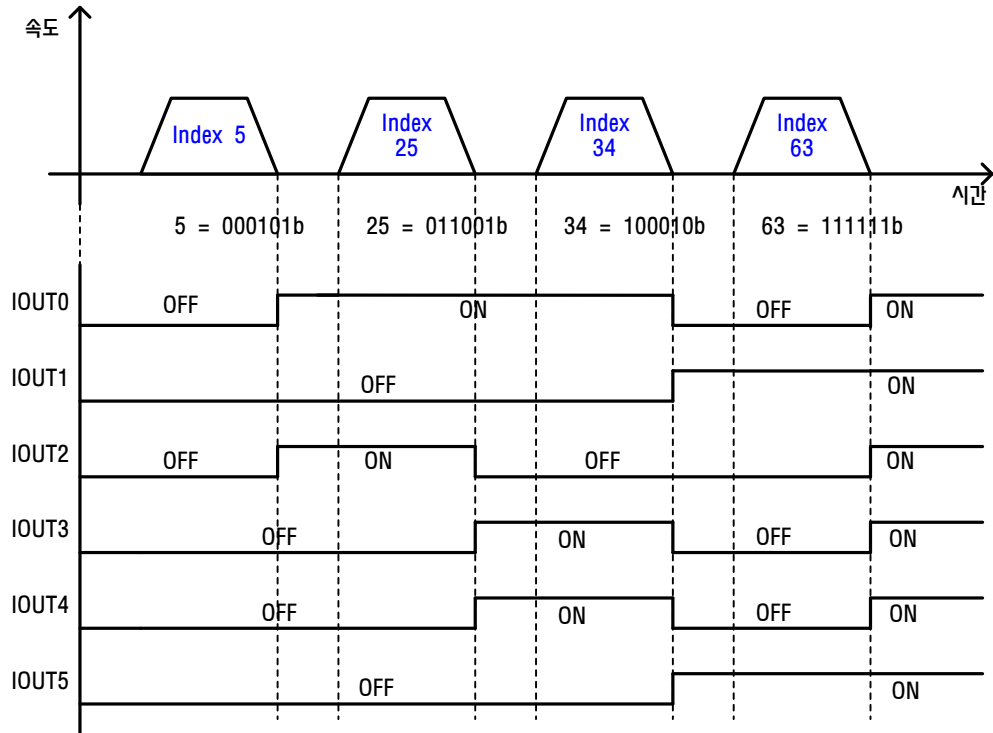 속도
Index 5
Index
25
Index
34
Index
63
시간
5 = 000101b
25 = 011001b
34 = 100010b
63 = 111111b
IOUT0
OFF
ON
OFF
ON
IOUT1
OFF
ON
IOUT2
OFF
ON
OFF
ON
IOUT3
OFF
ON
OFF
ON
IOUT4
OFF
ON
OFF
ON
IOUT5
OFF
ON